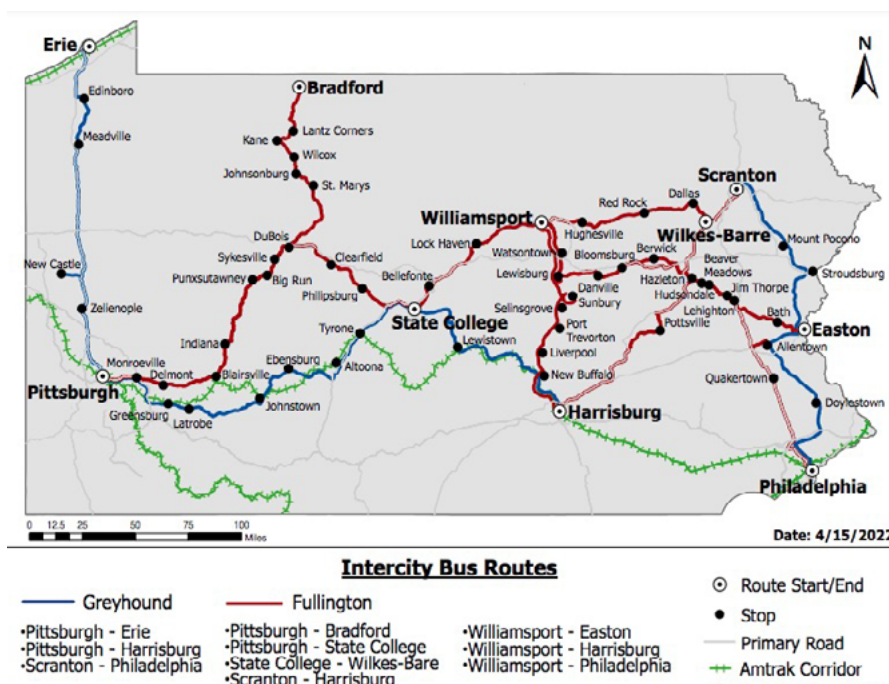 Erie
N
Edinboro
Bradford
Meadville
Lantz Corners
Kane
Wilcox
Johnsonburg
St. Marys
Scranton
Dallas
Red Rock
Williamsport
Hughesville
Wilkes-Barre
DuBois
Lock Haven
Watsontown
Mount Pocono
Sykesville
Clearfield
Bloomsburg
Berwick
Beaver
Meadows
New Castle
Punxsutawney
Big Run
Bellefonte
Lewisburg
Danville
Hazleton
Stroudsburg
Philipsburg
Sunbury
Hudsondale
Jim Thorpe
Zelienople
Selinsgrove
Lehighton
State College
Port
Treverton
Pottsville
Bath
Easton
Tyrone
Indiana
Lewistown
Allentown
Ebensburg
Liverpool
Monroeville
Altoona
New Buffalo
Quakertown
Pittsburgh
Delmont
Blairsville
Greensburg
Johnstown
Harrisburg
Doylestown
Latrobe
Philadelphia
0 12.5 25 50 75 100
Miles
Date: 4/15/2022
Intercity Bus Routes
Greyhound
•Pittsburgh - Erie
•Pittsburgh - Harrisburg
•Scranton - Philadelphia
Fullington
•Pittsburgh - Bradford
•Pittsburgh - State College
•State College - Wilkes-Bare
•Scranton - Harrisburg
•Williamsport - Easton
•Williamsport - Harrisburg
•Williamsport - Philadelphia
Route Start/End
Stop
Primary Road
Amtrak Corridor